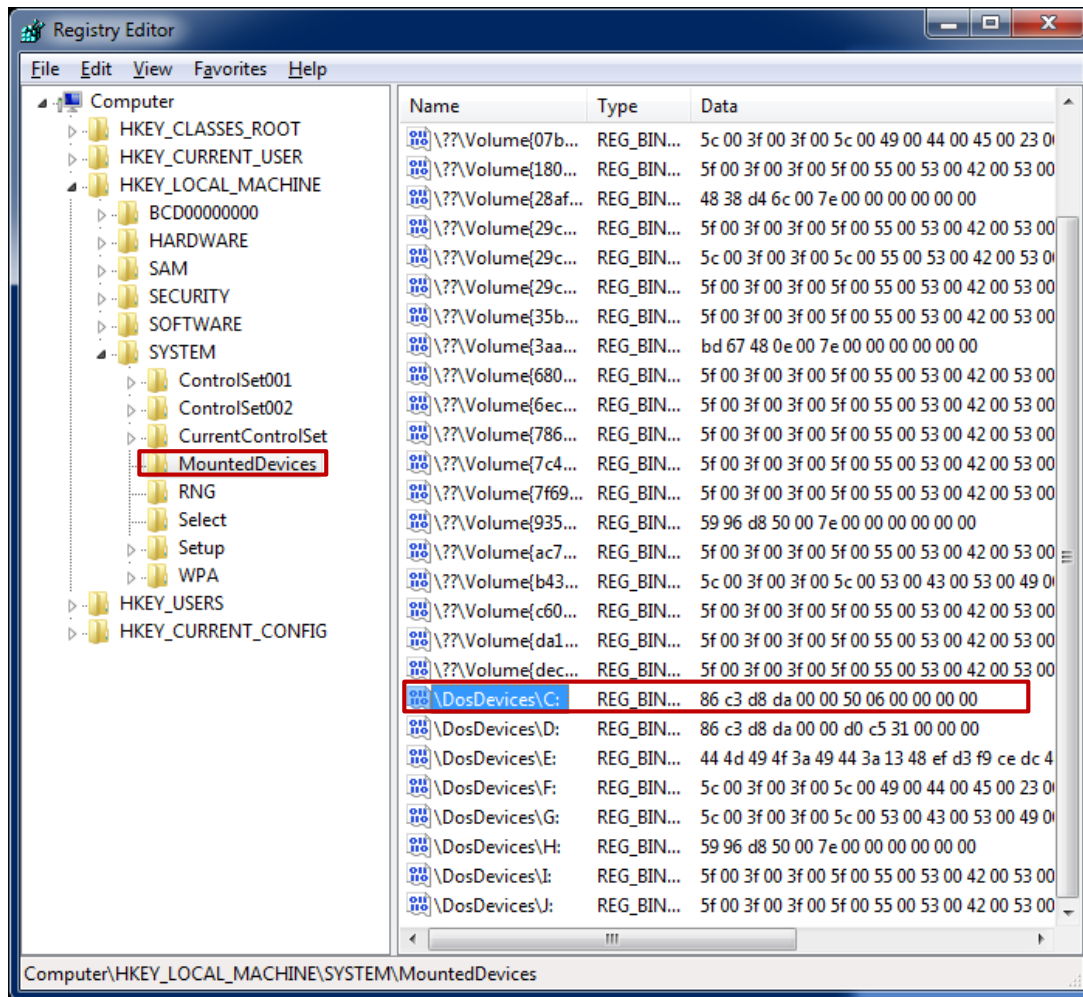 Registry Editor
File Edit View Favorites Help
Computer
HKEY_CLASSES_ROOT
HKEY_CURRENT_USER
HKEY_LOCAL_MACHINE
BCD00000000
HARDWARE
SAM
SECURITY
SOFTWARE
SYSTEM
ControlSet001
ControlSet002
CurrentControlSet
MountedDevices
RNG
Select
Setup
WPA
HKEY_USERS
HKEY_CURRENT_CONFIG
Name Type Data
\??\Volume{07b... REG_BIN... 5c 00 3f 00 3f 00 5c 00 49 00 44 00 45 00 23 0
\??\Volume{180... REG_BIN... 5f 00 3f 00 3f 00 5f 00 55 00 53 00 42 00 53 00
\??\Volume{28af... REG_BIN... 48 38 d4 6c 00 7e 00 00 00 00 00 00
\??\Volume{29c... REG_BIN... 5f 00 3f 00 3f 00 5f 00 55 00 53 00 42 00 53 00
\??\Volume{29c... REG_BIN... 5c 00 3f 00 3f 00 5c 00 55 00 53 00 42 00 53 0
\??\Volume{29c... REG_BIN... 5f 00 3f 00 3f 00 5f 00 55 00 53 00 42 00 53 00
\??\Volume{35b... REG_BIN... 5f 00 3f 00 3f 00 5f 00 55 00 53 00 42 00 53 00
\??\Volume{3aa... REG_BIN... bd 67 48 0e 00 7e 00 00 00 00 00 00
\??\Volume{680... REG_BIN... 5f 00 3f 00 3f 00 5f 00 55 00 53 00 42 00 53 00
\??\Volume{6ec... REG_BIN... 5f 00 3f 00 3f 00 5f 00 55 00 53 00 42 00 53 00
\??\Volume{786... REG_BIN... 5f 00 3f 00 3f 00 5f 00 55 00 53 00 42 00 53 00
\??\Volume{7c4... REG_BIN... 5f 00 3f 00 3f 00 5f 00 55 00 53 00 42 00 53 00
\??\Volume{7f69... REG_BIN... 5f 00 3f 00 3f 00 5f 00 55 00 53 00 42 00 53 00
\??\Volume{935... REG_BIN... 59 96 d8 50 00 7e 00 00 00 00 00 00
\??\Volume{ac7... REG_BIN... 5f 00 3f 00 3f 00 5f 00 55 00 53 00 42 00 53 00
\??\Volume{b43... REG_BIN... 5c 00 3f 00 3f 00 5c 00 53 00 43 00 53 00 49 0
\??\Volume{c60... REG_BIN... 5f 00 3f 00 3f 00 5f 00 55 00 53 00 42 00 53 00
\??\Volume{da1... REG_BIN... 5f 00 3f 00 3f 00 5f 00 55 00 53 00 42 00 53 00
\??\Volume{dec... REG_BIN... 5f 00 3f 00 3f 00 5f 00 55 00 53 00 42 00 53 00
\DosDevices\C: REG_BIN... 86 c3 d8 da 00 00 50 06 00 00 00 00
\DosDevices\D: REG_BIN... 86 c3 d8 da 00 00 d0 c5 31 00 00 00
\DosDevices\E: REG_BIN... 44 4d 49 4f 3a 49 44 3a 13 48 ef d3 f9 ce dc 4
\DosDevices\F: REG_BIN... 5c 00 3f 00 3f 00 5c 00 49 00 44 00 45 00 23 0
\DosDevices\G: REG_BIN... 5c 00 3f 00 3f 00 5c 00 53 00 43 00 53 00 49 0
\DosDevices\H: REG_BIN... 59 96 d8 50 00 7e 00 00 00 00 00 00
\DosDevices\I: REG_BIN... 5f 00 3f 00 3f 00 5f 00 55 00 53 00 42 00 53 00
\DosDevices\J: REG_BIN... 5f 00 3f 00 3f 00 5f 00 55 00 53 00 42 00 53 00
Computer\HKEY_LOCAL_MACHINE\SYSTEM\MountedDevices